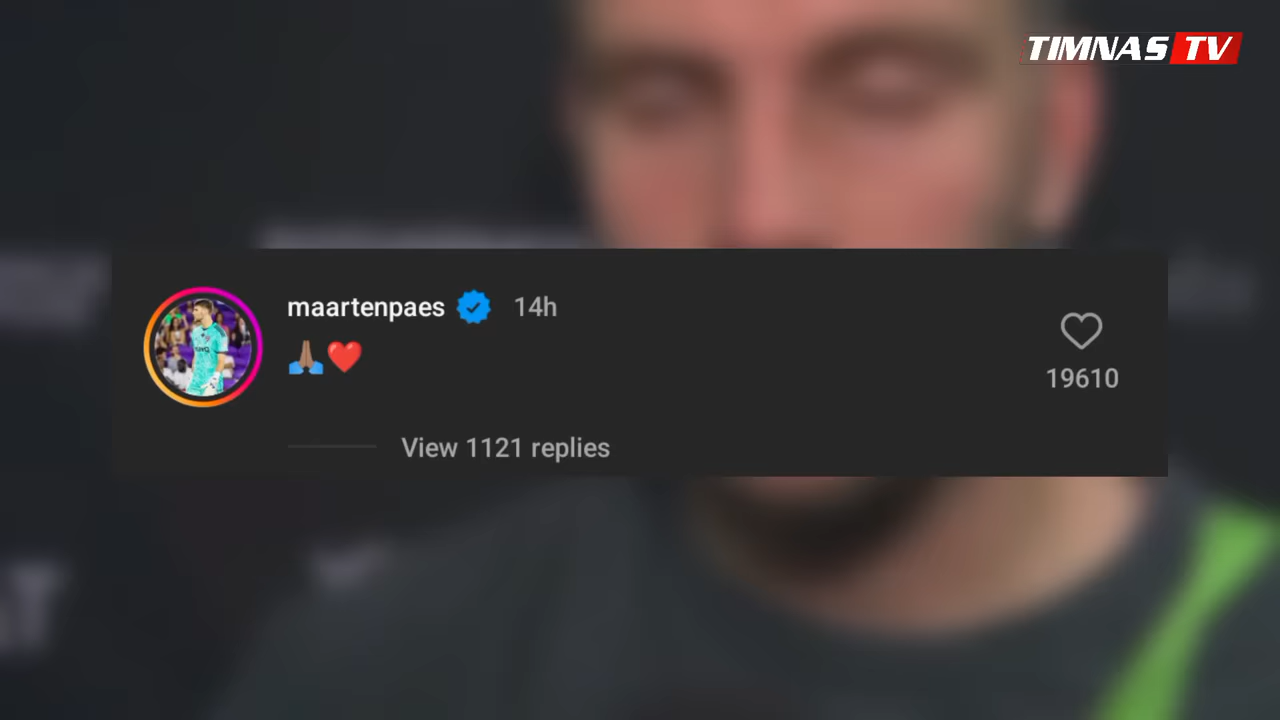 TIMNAS TV
maartenpaes 14h
🙏🏽❤️
19610
View 1121 replies